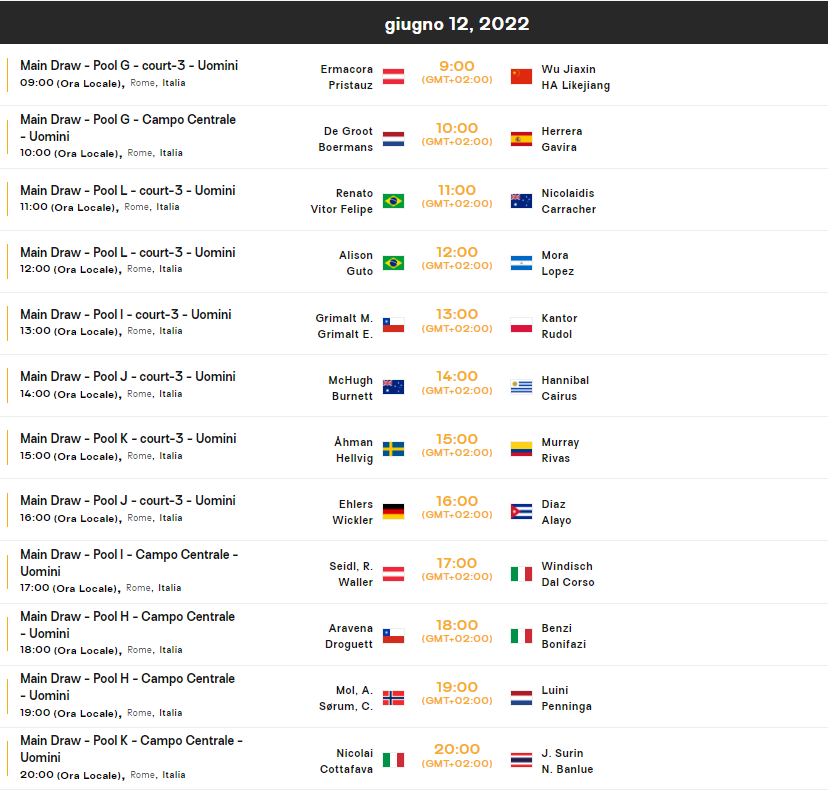 giugno 12, 2022
Main Draw - Pool G - court-3 - Uomini
09:00 (Ora Locale), Rome, Italia
Ermacora
Pristauz
9:00
(GMT+02:00)
Wu Jiaxin
HA Likejiang
Main Draw - Pool G - Campo Centrale
- Uomini
10:00 (Ora Locale), Rome, Italia
De Groot
Boermans
10:00
(GMT+02:00)
Herrera
Gavira
Main Draw - Pool L - court-3 - Uomini
11:00 (Ora Locale), Rome, Italia
Renato
Vitor Felipe
11:00
(GMT+02:00)
Nicolaidis
Carracher
Main Draw - Pool L - court-3 - Uomini
12:00 (Ora Locale), Rome, Italia
Alison
Guto
12:00
(GMT+02:00)
Mora
Lopez
Main Draw - Pool I - court-3 - Uomini
13:00 (Ora Locale), Rome, Italia
Grimalt M.
Grimalt E.
13:00
(GMT+02:00)
Kantor
Rudol
Main Draw - Pool J - court-3 - Uomini
14:00 (Ora Locale), Rome, Italia
McHugh
Burnett
14:00
(GMT+02:00)
Hannibal
Cairus
Main Draw - Pool K - court-3 - Uomini
15:00 (Ora Locale), Rome, Italia
Åhman
Hellvig
15:00
(GMT+02:00)
Murray
Rivas
Main Draw - Pool J - court-3 - Uomini
16:00 (Ora Locale), Rome, Italia
Ehlers
Wickler
16:00
(GMT+02:00)
Diaz
Alayo
Main Draw - Pool I - Campo Centrale -
Uomini
17:00 (Ora Locale), Rome, Italia
Seidl, R.
Waller
17:00
(GMT+02:00)
Windisch
Dal Corso
Main Draw - Pool H - Campo Centrale
- Uomini
18:00 (Ora Locale), Rome, Italia
Aravena
Droguett
18:00
(GMT+02:00)
Benzi
Bonifazi
Main Draw - Pool H - Campo Centrale
- Uomini
19:00 (Ora Locale), Rome, Italia
Mol, A.
Sørum, C.
19:00
(GMT+02:00)
Luini
Penninga
Main Draw - Pool K - Campo Centrale -
Uomini
20:00 (Ora Locale), Rome, Italia
Nicolai
Cottafava
20:00
(GMT+02:00)
J. Surin
N. Banlue